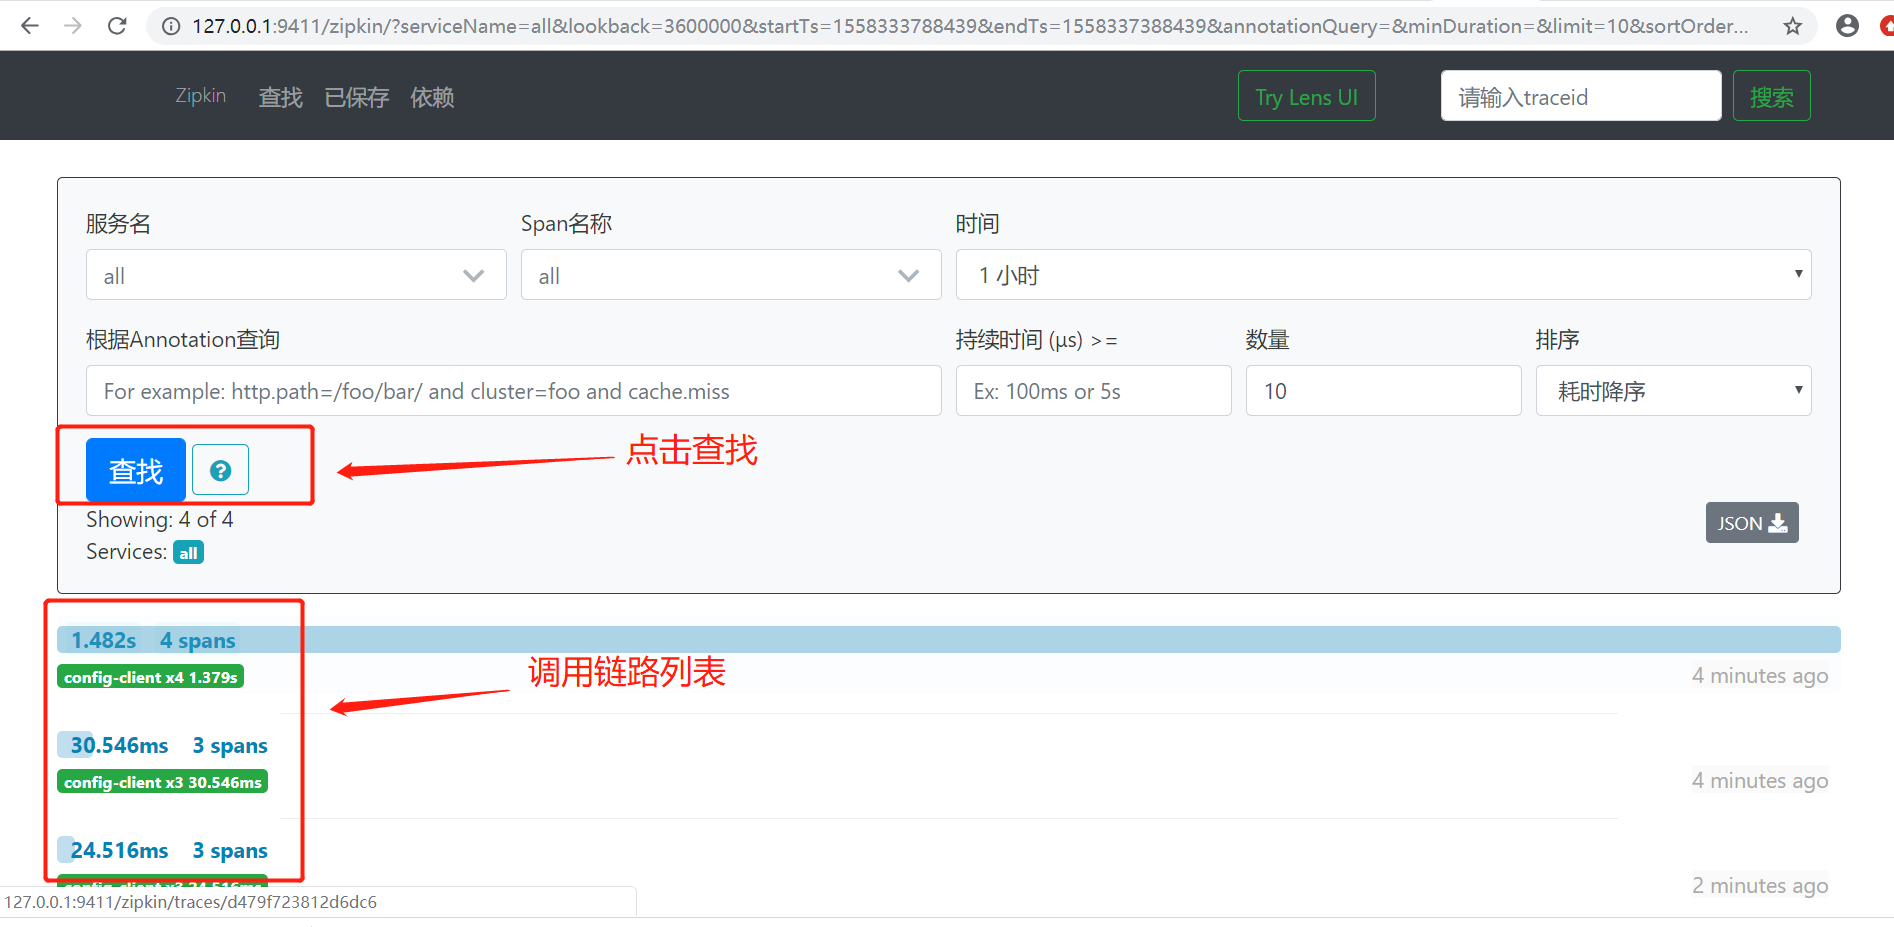 127.0.0.1:9411/zipkin/?serviceName=all&lookback=3600000&startTs=1558333788439&endTs=1558337388439&annotationQuery=&minDuration=&limit=10&sortOrder...
Zipkin 查找 已保存 依赖 Try Lens UI 请输入traceid 搜索
服务名 Span名称 时间
all all 1 小时
根据Annotation查询 持续时间 (μs) >= 数量 排序
For example: http.path=/foo/bar/ and cluster=foo and cache.miss Ex: 100ms or 5s 10 耗时降序
查找 点击查找
Showing: 4 of 4
JSON
Services: all
1.482s 4 spans
调用链路列表
config-client x4 1.379s 4 minutes ago
30.546ms 3 spans
config-client x3 30.546ms 4 minutes ago
24.516ms 3 spans
config-client x3 24.516ms 2 minutes ago
127.0.0.1:9411/zipkin/traces/d479f723812d6dc6